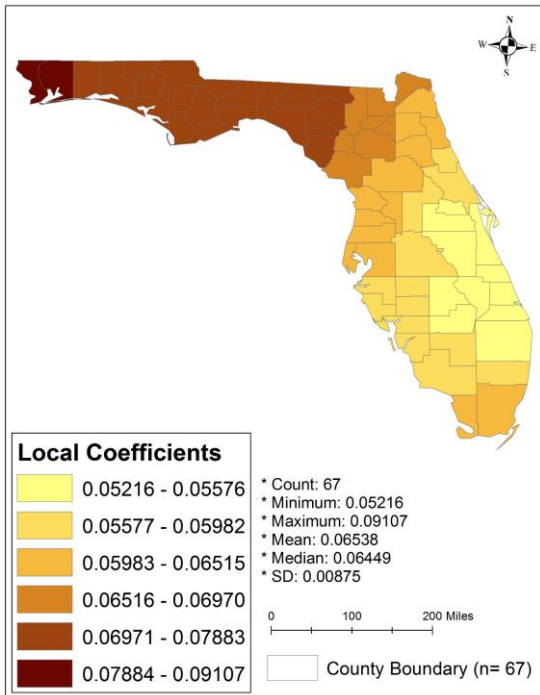 N
W E
S
Local Coefficients
0.05216 - 0.05576
0.05577 - 0.05982
0.05983 - 0.06515
0.06516 - 0.06970
0.06971 - 0.07883
0.07884 - 0.09107
* Count: 67
* Minimum: 0.05216
* Maximum: 0.09107
* Mean: 0.06538
* Median: 0.06449
* SD: 0.00875
0 100 200 Miles
County Boundary (n= 67)